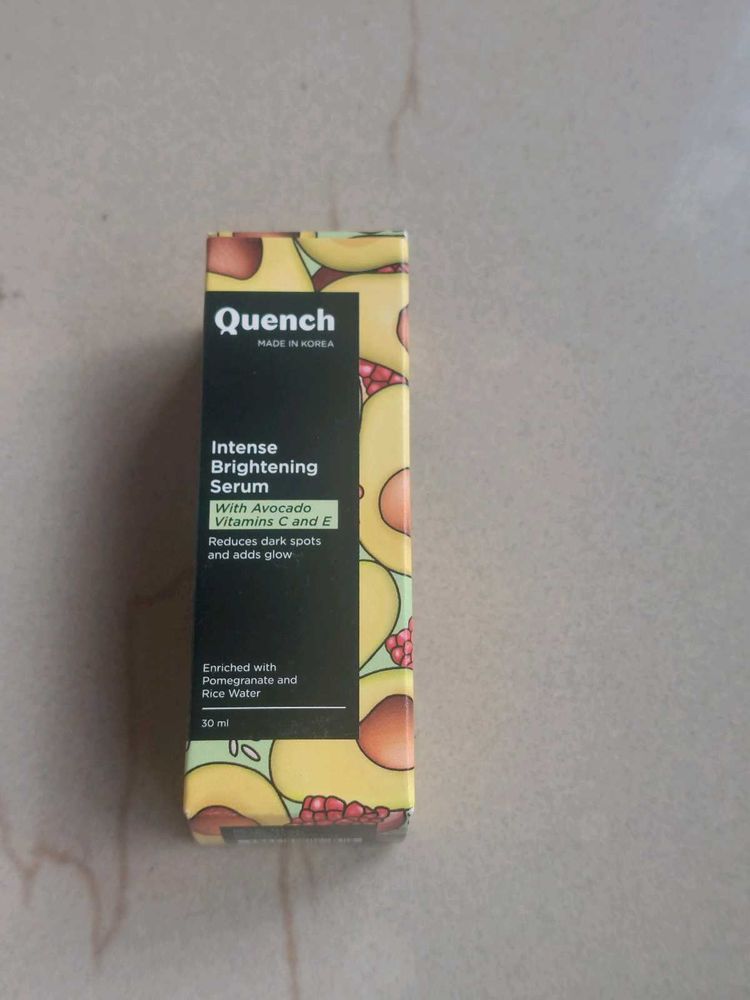 Quench
MADE IN KOREA
Intense
Brightening
Serum
With Avocado
Vitamins C and E
Reduces dark spots
and adds glow
Enriched with
Pomegranate and
Rice Water
30 ml